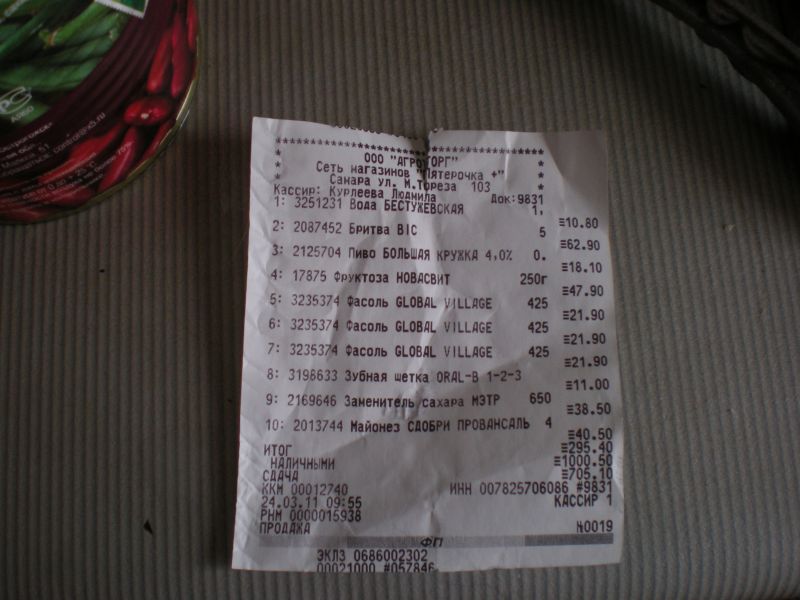 AREO
control@x5.ru
***************************
* ООО "АГРОТОРГ" *
* Сеть магазинов "Пятерочка +" *
* Самара ул. М.Тореза 103 *
Кассир: Курлеева Людмила Док:9831
1: 3251231 Вода БЕСТУЖЕВСКАЯ 1,
≡10.80
2: 2087452 Бритва BIC 5
≡62.90
3: 2125704 Пиво БОЛЬШАЯ КРУЖКА 4,0% 0.
≡18.10
4: 17875 Фруктоза НОВАСВИТ 250г
≡47.90
5: 3235374 Фасоль GLOBAL VILLAGE 425
≡21.90
6: 3235374 Фасоль GLOBAL VILLAGE 425
≡21.90
7: 3235374 Фасоль GLOBAL VILLAGE 425
≡21.90
8: 3198633 Зубная щетка ORAL-B 1-2-3
≡11.00
9: 2169646 Заменитель сахара МЭТР 650
≡38.50
10: 2013744 Майонез СДОБРИ ПРОВАНСАЛЬ 4
≡40.50
ИТОГ ≡295.40
НАЛИЧНЫМИ ≡1000.50
СДАЧА ≡705.10
ККМ 00012740 ИНН 007825706086 #9831
24.03.11 09:55 КАССИР 1
РНМ 0000015938
ПРОДАЖА №0019
ФП
ЭКЛЗ 0686002302
00021000 #057846